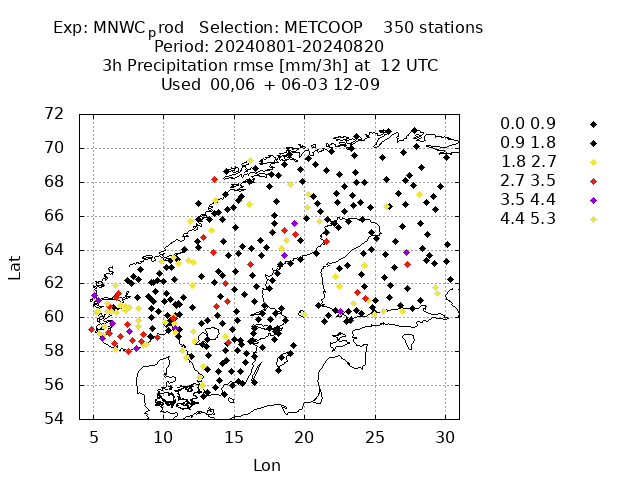 Exp: MNWCprod Selection: METCOOP 350 stations
Period: 20240801-20240820
3h Precipitation rmse [mm/3h] at 12 UTC
Used 00,06 + 06-03 12-09
72
70
68
66
64
62
60
58
56
54
Lat
5 10 15 20 25 30
Lon
0.0 0.9
0.9 1.8
1.8 2.7
2.7 3.5
3.5 4.4
4.4 5.3